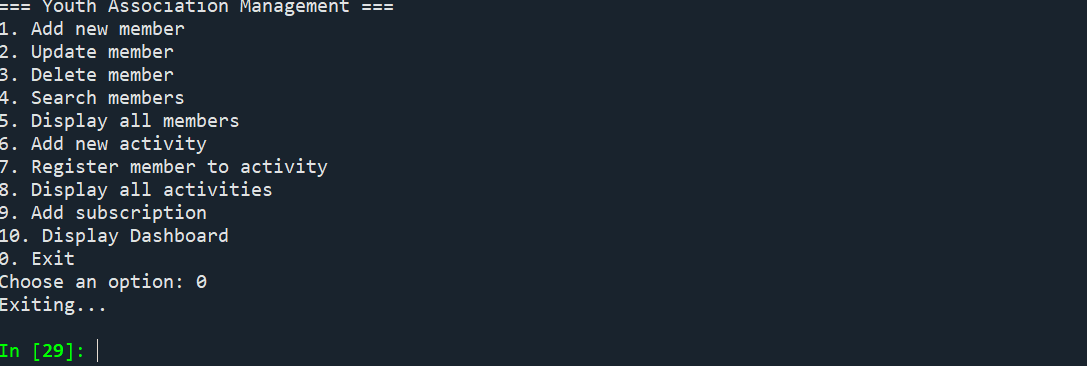 === Youth Association Management ===
1. Add new member
2. Update member
3. Delete member
4. Search members
5. Display all members
6. Add new activity
7. Register member to activity
8. Display all activities
9. Add subscription
10. Display Dashboard
0. Exit
Choose an option: 0
Exiting...
In [29]: